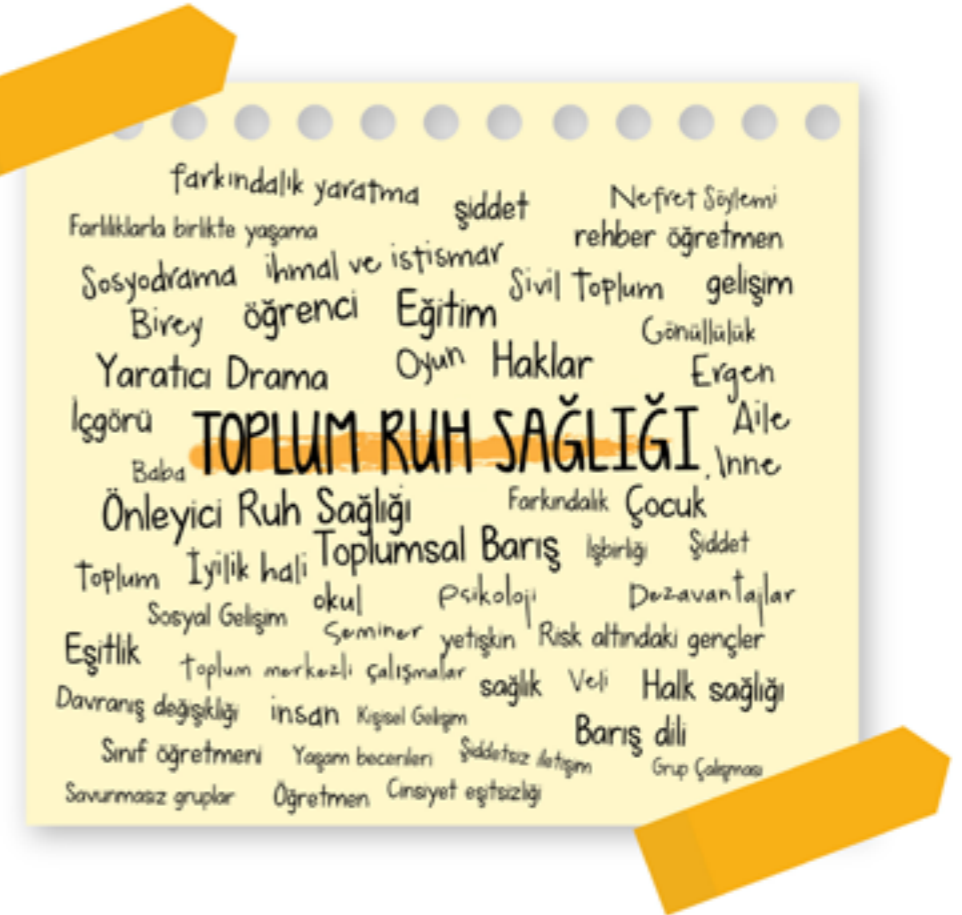 farkındalık yaratma
şiddet
Nefret Söylemi
Farlılıklarla birlikte yaşama
rehber öğretmen
Sosyodrama
ihmal ve istismar
Sivil Toplum
gelişim
Birey
öğrenci
Eğitim
Gönüllülük
Yaratıcı Drama
Oyun
Haklar
Ergen
İçgörü
TOPLUM RUH SAĞLIĞI
Aile
Baba
Önleyici Ruh Sağlığı
Farkındalık
Çocuk
Toplumsal Barış
İşbirliği
Şiddet
Toplum
İyilik hali
okul
Psikoloji
Dezavantajlar
Sosyal Gelişim
Seminer
yetişkin
Risk altındaki gençler
Eşitlik
Toplum merkezli çalışmalar
sağlık
Veli
Halk sağlığı
Davranış değişikliği
insan
Kişisel Gelişim
Barış dili
Sınıf öğretmeni
Yaşam becerileri
Şiddetsiz iletişim
Grup Çalışması
Savunmasız gruplar
Öğretmen
Cinsiyet eşitsizliği